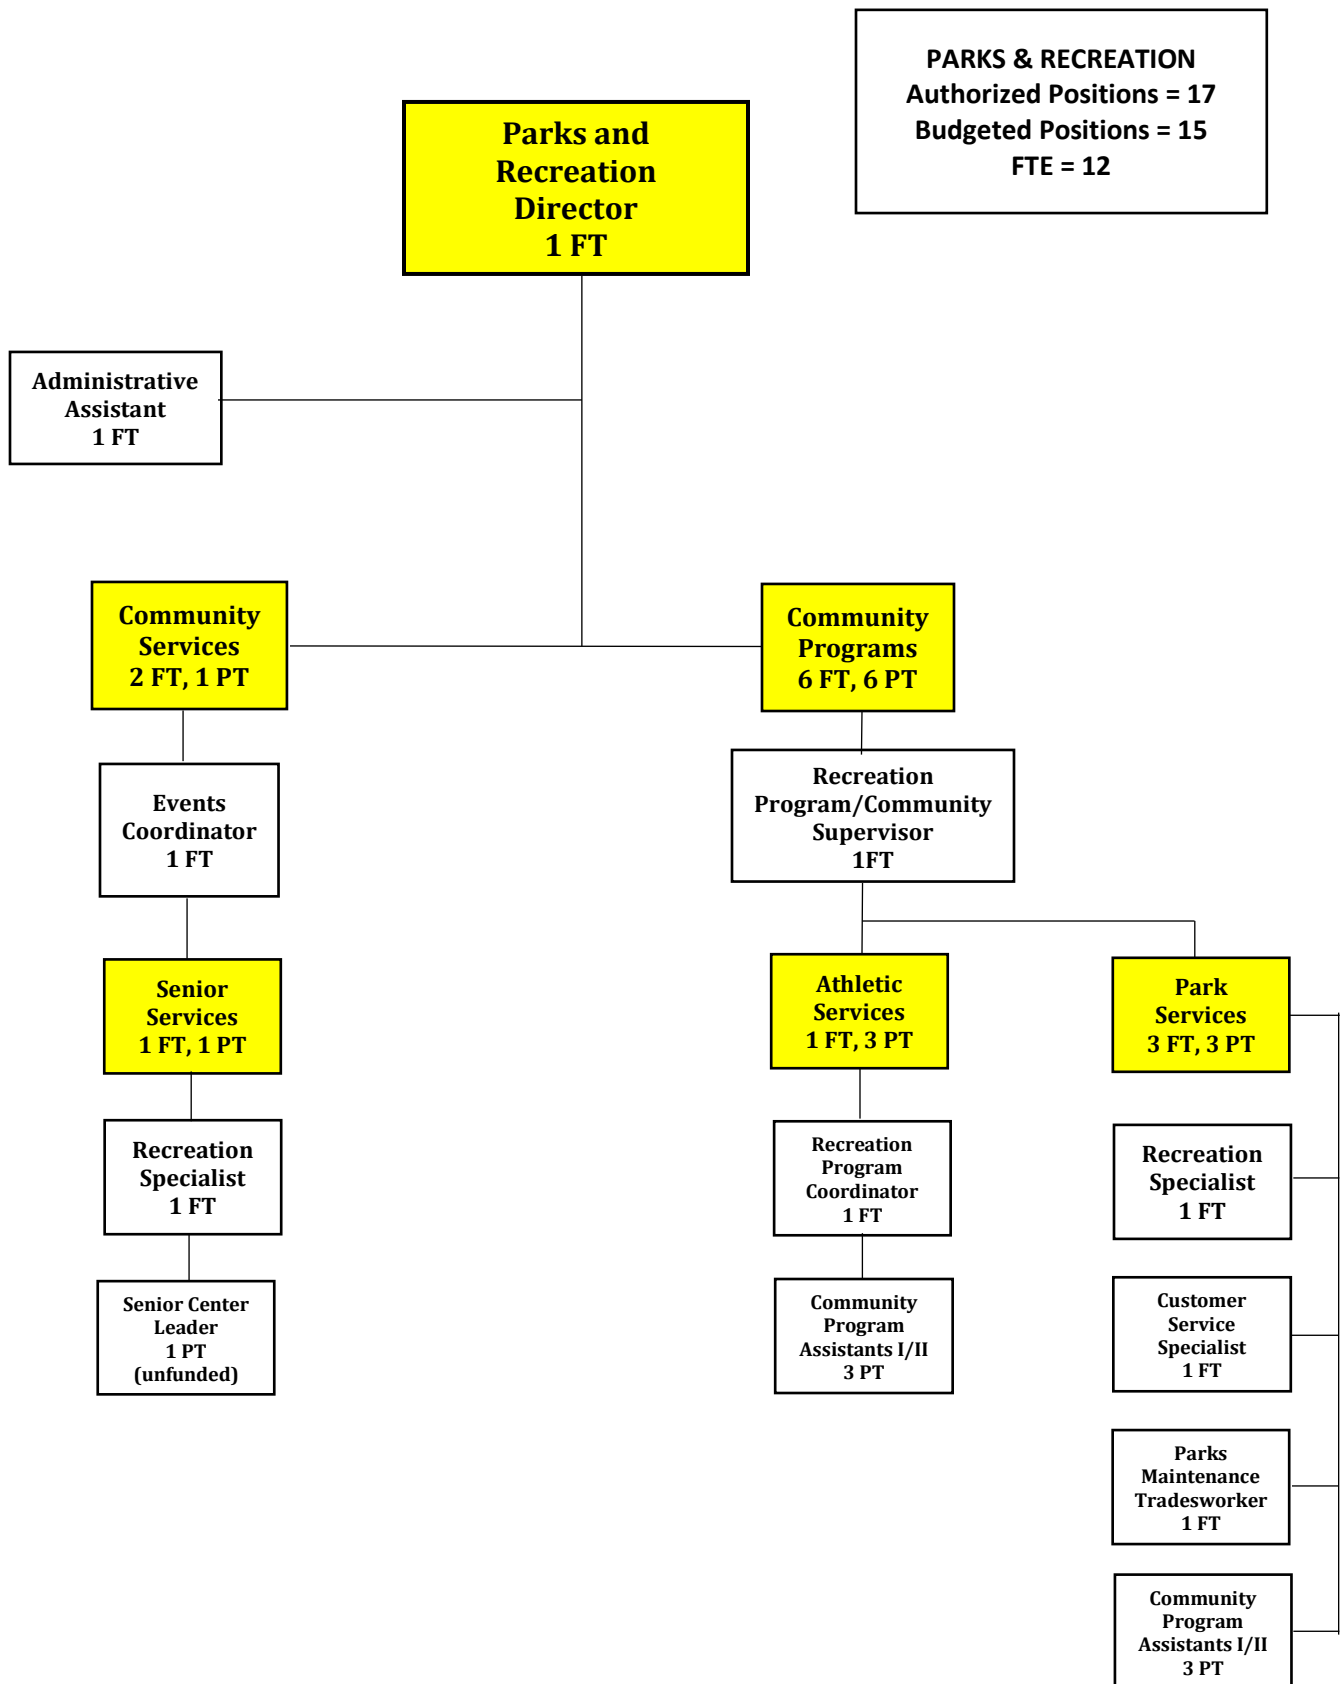 PARKS & RECREATION
Authorized Positions = 17
Budgeted Positions = 15
FTE = 12
Parks and
Recreation
Director
1 FT
Administrative
Assistant
1 FT
Community
Services
2 FT, 1 PT
Community
Programs
6 FT, 6 PT
Events
Coordinator
1 FT
Recreation
Program/Community
Supervisor
1FT
Senior
Services
1 FT, 1 PT
Athletic
Services
1 FT, 3 PT
Park
Services
3 FT, 3 PT
Recreation
Specialist
1 FT
Recreation
Program
Coordinator
1 FT
Recreation
Specialist
1 FT
Senior Center
Leader
1 PT
(unfunded)
Community
Program
Assistants I/II
3 PT
Customer
Service
Specialist
1 FT
Parks
Maintenance
Tradesworker
1 FT
Community
Program
Assistants I/II
3 PT